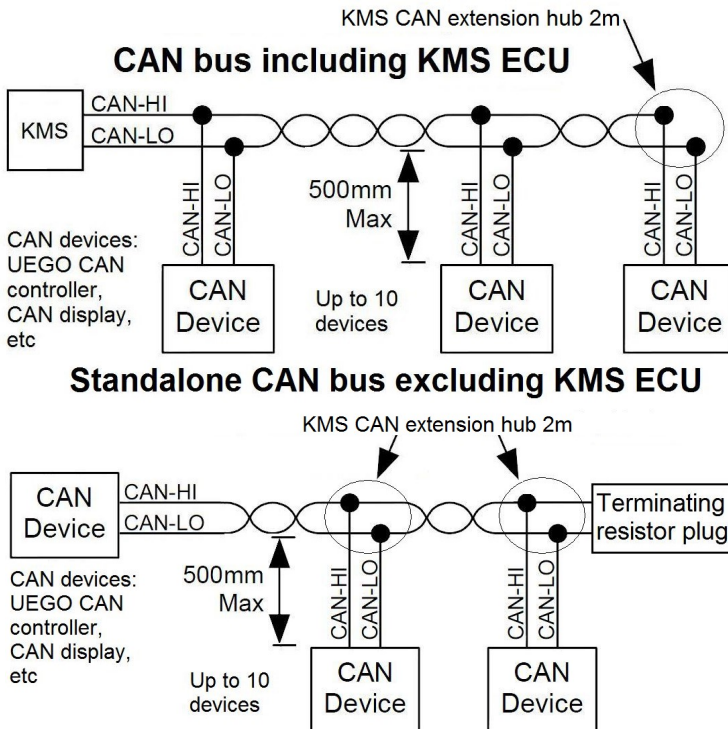 KMS CAN extension hub 2m
CAN bus including KMS ECU
KMS
CAN-HI
CAN-LO
CAN-HI
CAN-LO
500mm
Max
CAN-HI
CAN-LO
CAN-HI
CAN-LO
CAN devices:
UEGO CAN
controller,
CAN display,
etc
CAN
Device
Up to 10
devices
CAN
Device
CAN
Device
Standalone CAN bus excluding KMS ECU
KMS CAN extension hub 2m
CAN
Device
CAN-HI
CAN-LO
Terminating
resistor plug
CAN devices:
UEGO CAN
controller,
CAN display,
etc
500mm
Max
CAN-HI
CAN-LO
CAN-HI
CAN-LO
Up to 10
devices
CAN
Device
CAN
Device